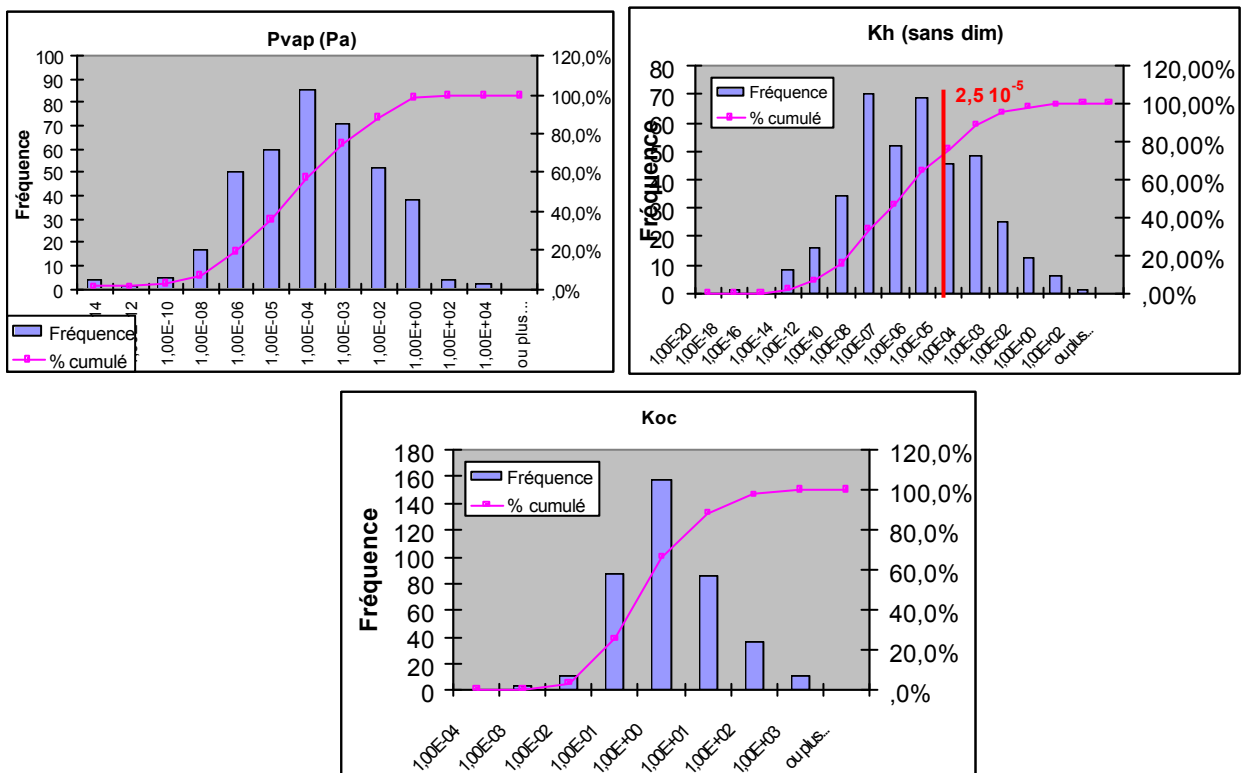 Pvap (Pa)
100
90
80
70
60
50
40
30
20
10
0
Fréquence
120,0%
100,0%
80,0%
60,0%
40,0%
20,0%
,0%
1,00E-10
1,00E-08
1,00E-06
1,00E-05
1,00E-04
1,00E-03
1,00E-02
1,00E+00
1,00E+02
1,00E+04
ou plus...
Fréquence
% cumulé
Kh (sans dim)
80
70
60
50
40
30
20
10
0
Fréquence
Fréquence
% cumulé
2,5 10⁻⁵
120,00%
100,00%
80,00%
60,00%
40,00%
20,00%
,00%
1,00E-20
1,00E-18
1,00E-16
1,00E-14
1,00E-12
1,00E-10
1,00E-08
1,00E-07
1,00E-06
1,00E-05
1,00E-04
1,00E-03
1,00E-02
1,00E+00
1,00E+02
ou plus...
Koc
180
160
140
120
100
80
60
40
20
0
Fréquence
Fréquence
% cumulé
120,0%
100,0%
80,0%
60,0%
40,0%
20,0%
,0%
1,00E-04
1,00E-03
1,00E-02
1,00E-01
1,00E+00
1,00E+01
1,00E+02
1,00E+03
ou plus...